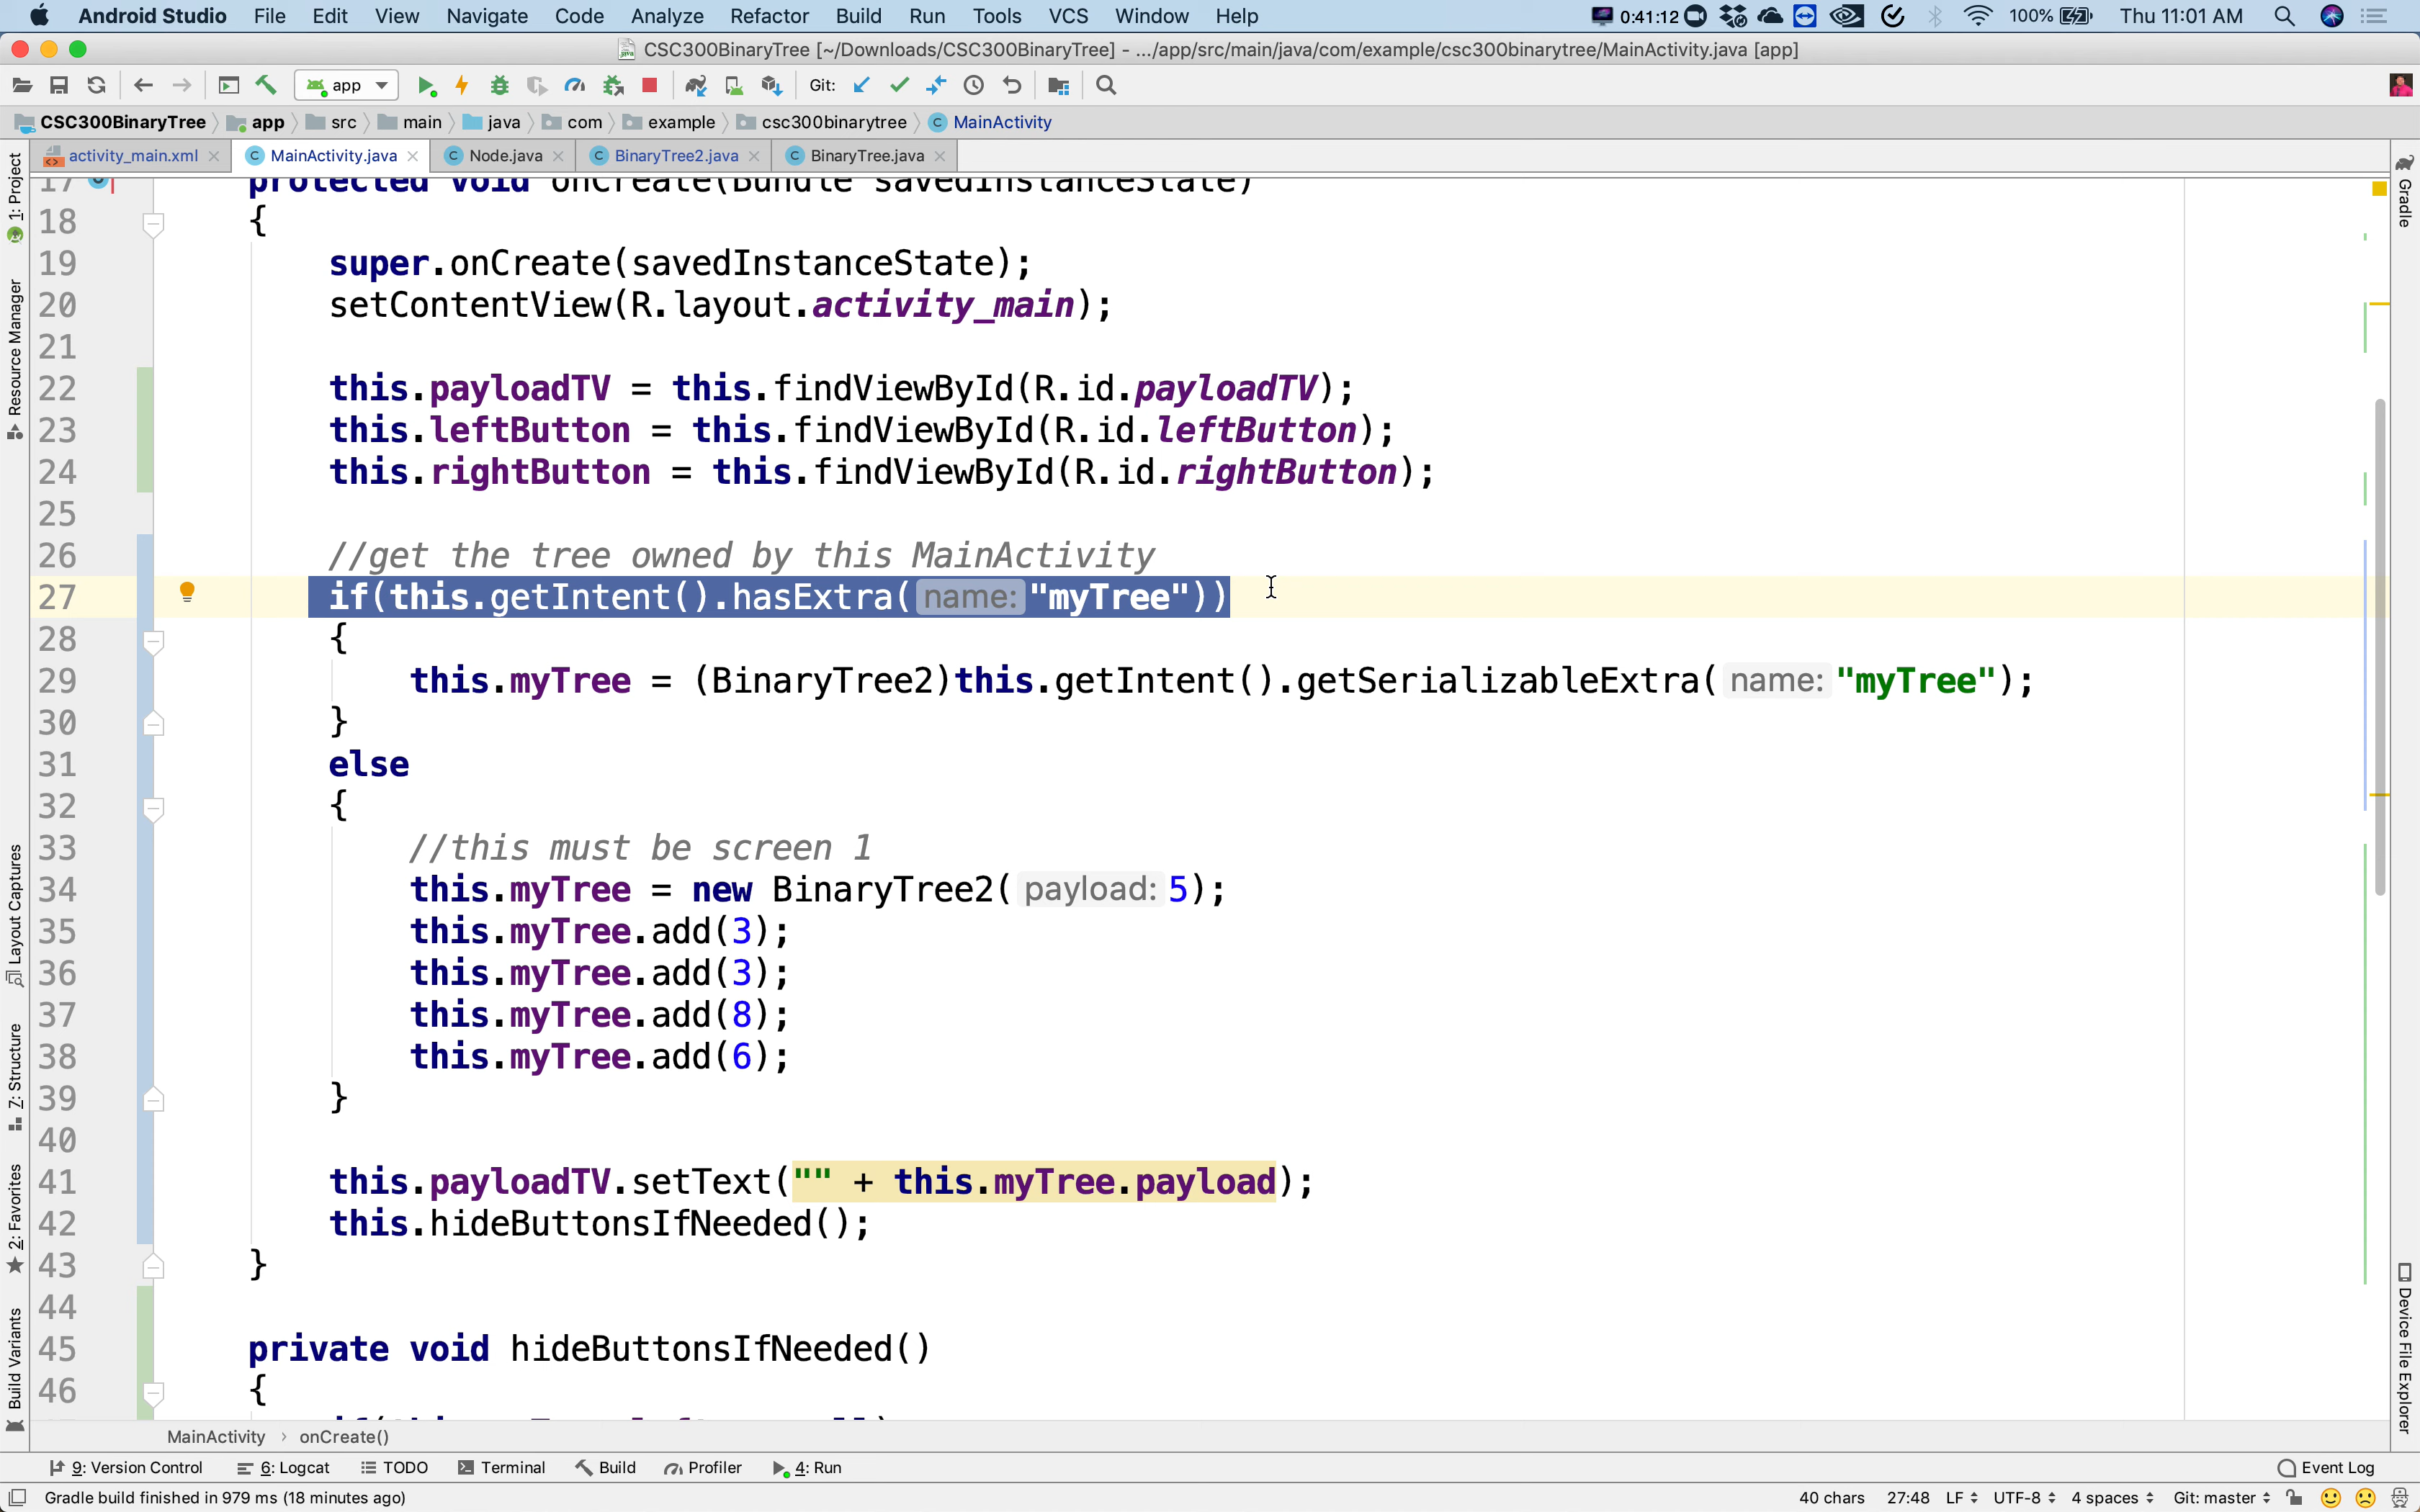 Android Studio File Edit View Navigate Code Analyze Refactor Build Run Tools VCS Window Help 0:41:12 100% Thu 11:01 AM
CSC300BinaryTree [~/Downloads/CSC300BinaryTree] - .../app/src/main/java/com/example/csc300binarytree/MainActivity.java [app]
app Git:
CSC300BinaryTree app src main java com example csc300binarytree MainActivity
activity_main.xml MainActivity.java Node.java BinaryTree2.java BinaryTree.java
17 protected void onCreate(Bundle savedInstanceState)
18 {
19 super.onCreate(savedInstanceState);
20 setContentView(R.layout.activity_main);
21
22 this.payloadTV = this.findViewById(R.id.payloadTV);
23 this.leftButton = this.findViewById(R.id.leftButton);
24 this.rightButton = this.findViewById(R.id.rightButton);
25
26 //get the tree owned by this MainActivity
27 if(this.getIntent().hasExtra( name: "myTree"))
28 {
29 this.myTree = (BinaryTree2)this.getIntent().getSerializableExtra( name: "myTree");
30 }
31 else
32 {
33 //this must be screen 1
34 this.myTree = new BinaryTree2( payload: 5);
35 this.myTree.add(3);
36 this.myTree.add(3);
37 this.myTree.add(8);
38 this.myTree.add(6);
39 }
40
41 this.payloadTV.setText("" + this.myTree.payload);
42 this.hideButtonsIfNeeded();
43 }
44
45 private void hideButtonsIfNeeded()
46 {
1: Project
Resource Manager
Layout Captures
7: Structure
2: Favorites
Build Variants
Gradle
Device File Explorer
MainActivity › onCreate()
9: Version Control 6: Logcat TODO Terminal Build Profiler 4: Run Event Log
Gradle build finished in 979 ms (18 minutes ago) 40 chars 27:48 LF UTF-8 4 spaces Git: master